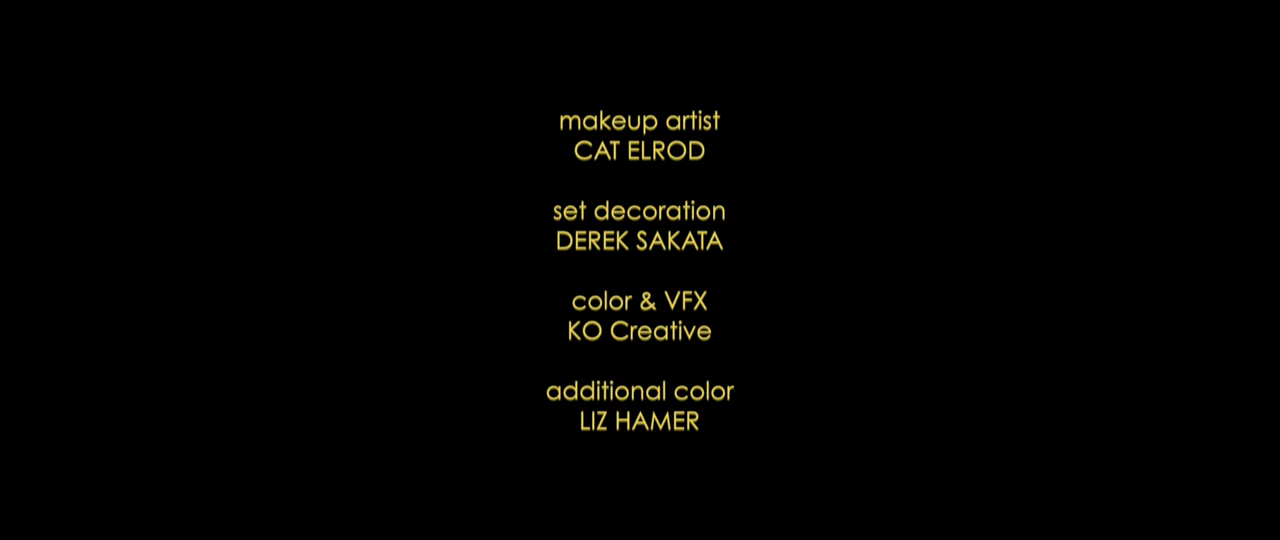 makeup artist
CAT ELROD
set decoration
DEREK SAKATA
color & VFX
KO Creative
additional color
LIZ HAMER